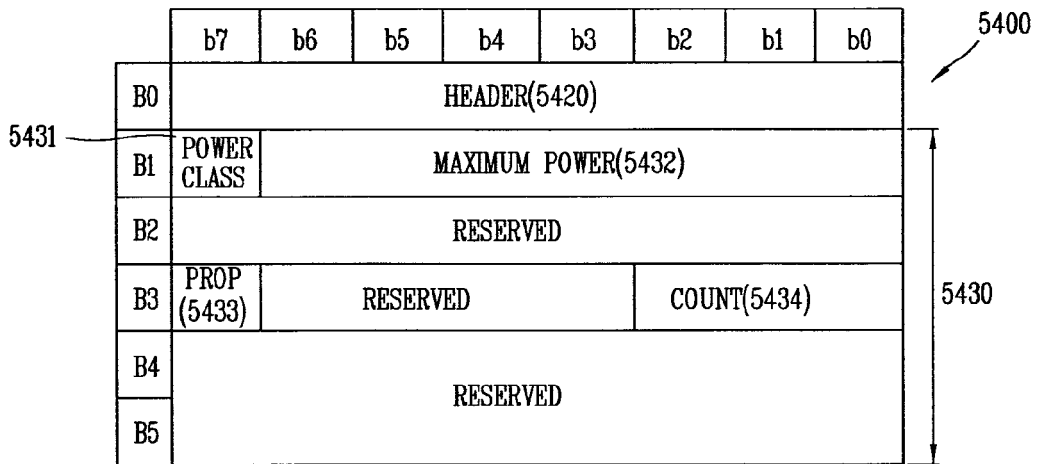 b7 b6 b5 b4 b3 b2 b1 b0
5400
B0 HEADER(5420)
5431
B1 POWER CLASS MAXIMUM POWER(5432)
B2 RESERVED
B3 PROP (5433) RESERVED COUNT(5434)
5430
B4
RESERVED
B5